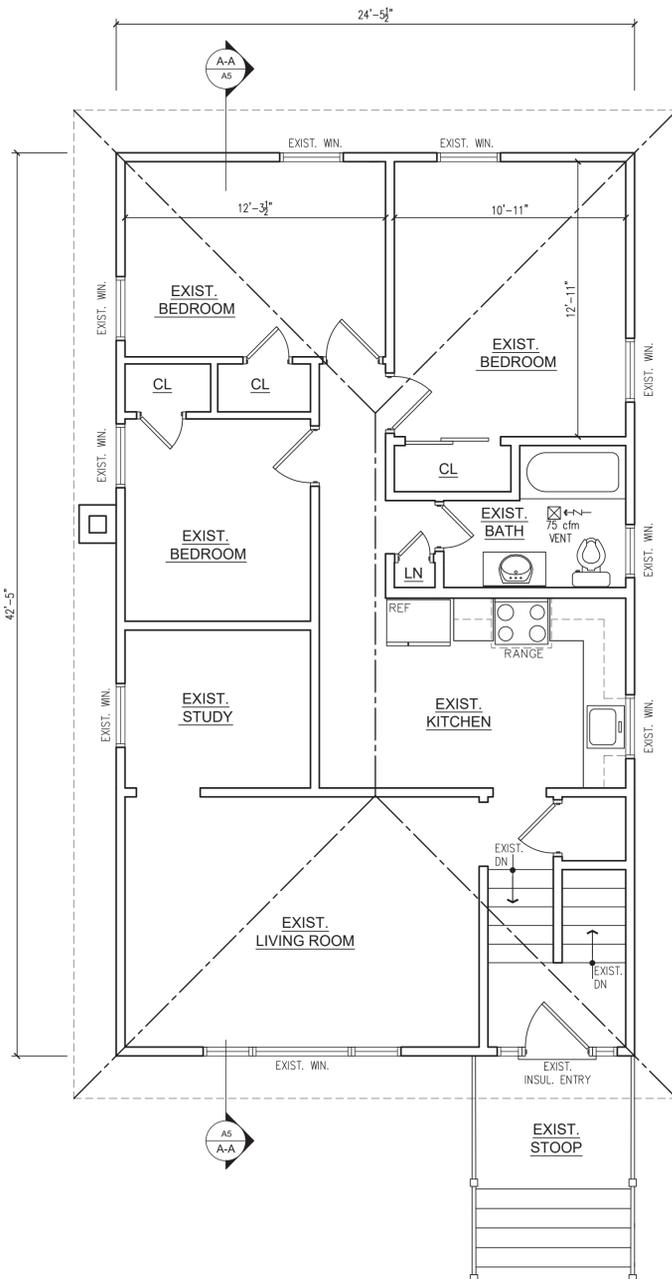 24'-5½"
A-A
A5
EXIST. WIN.
EXIST. WIN.
12'-3½"
10'-11"
12'-11"
EXIST. WIN.
EXIST.
BEDROOM
EXIST.
BEDROOM
EXIST. WIN.
CL
CL
EXIST. WIN.
CL
EXIST.
BATH
75 cfm
VENT
EXIST. WIN.
EXIST.
BEDROOM
LN
42'-5"
REF
RANGE
EXIST.
STUDY
EXIST. WIN.
EXIST.
KITCHEN
EXIST. WIN.
EXIST.
DN
EXIST.
LIVING ROOM
EXIST.
DN
EXIST. WIN.
EXIST.
INSUL. ENTRY
A5
A-A
EXIST.
STOOP